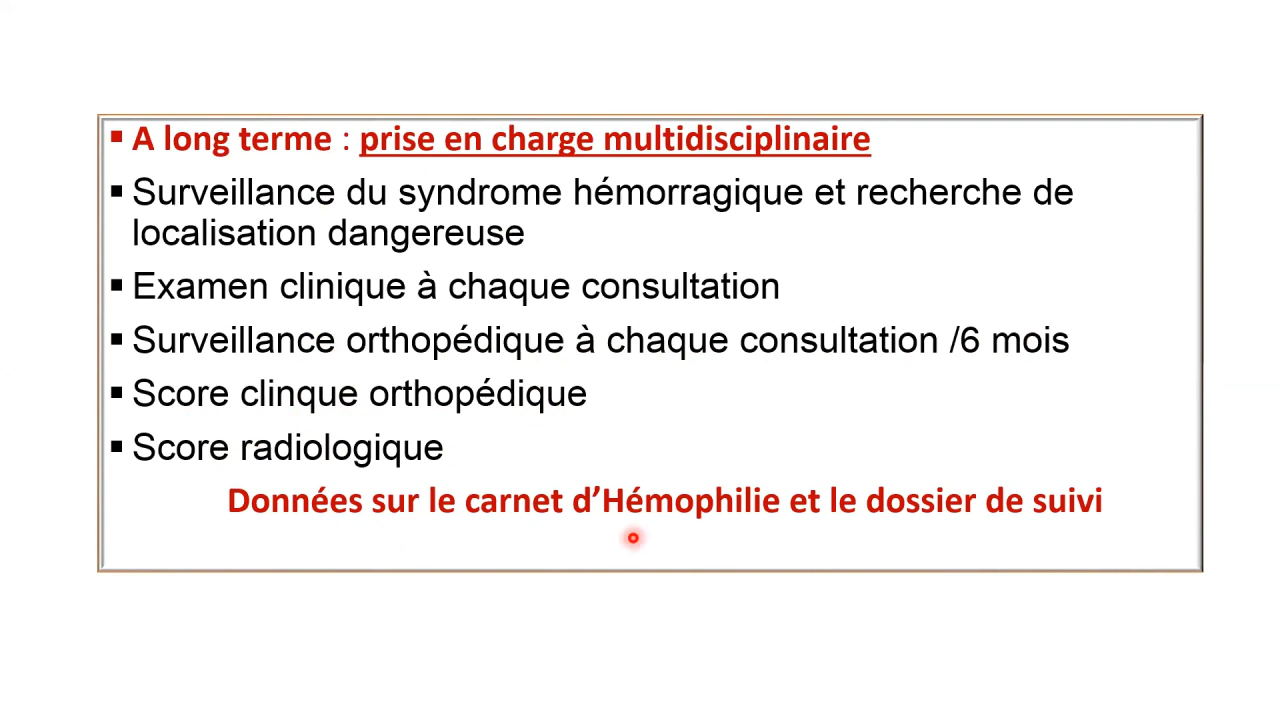 ▪ A long terme : prise en charge multidisciplinaire
▪ Surveillance du syndrome hémorragique et recherche de
localisation dangereuse
▪ Examen clinique à chaque consultation
▪ Surveillance orthopédique à chaque consultation /6 mois
▪ Score clinque orthopédique
▪ Score radiologique
Données sur le carnet d’Hémophilie et le dossier de suivi